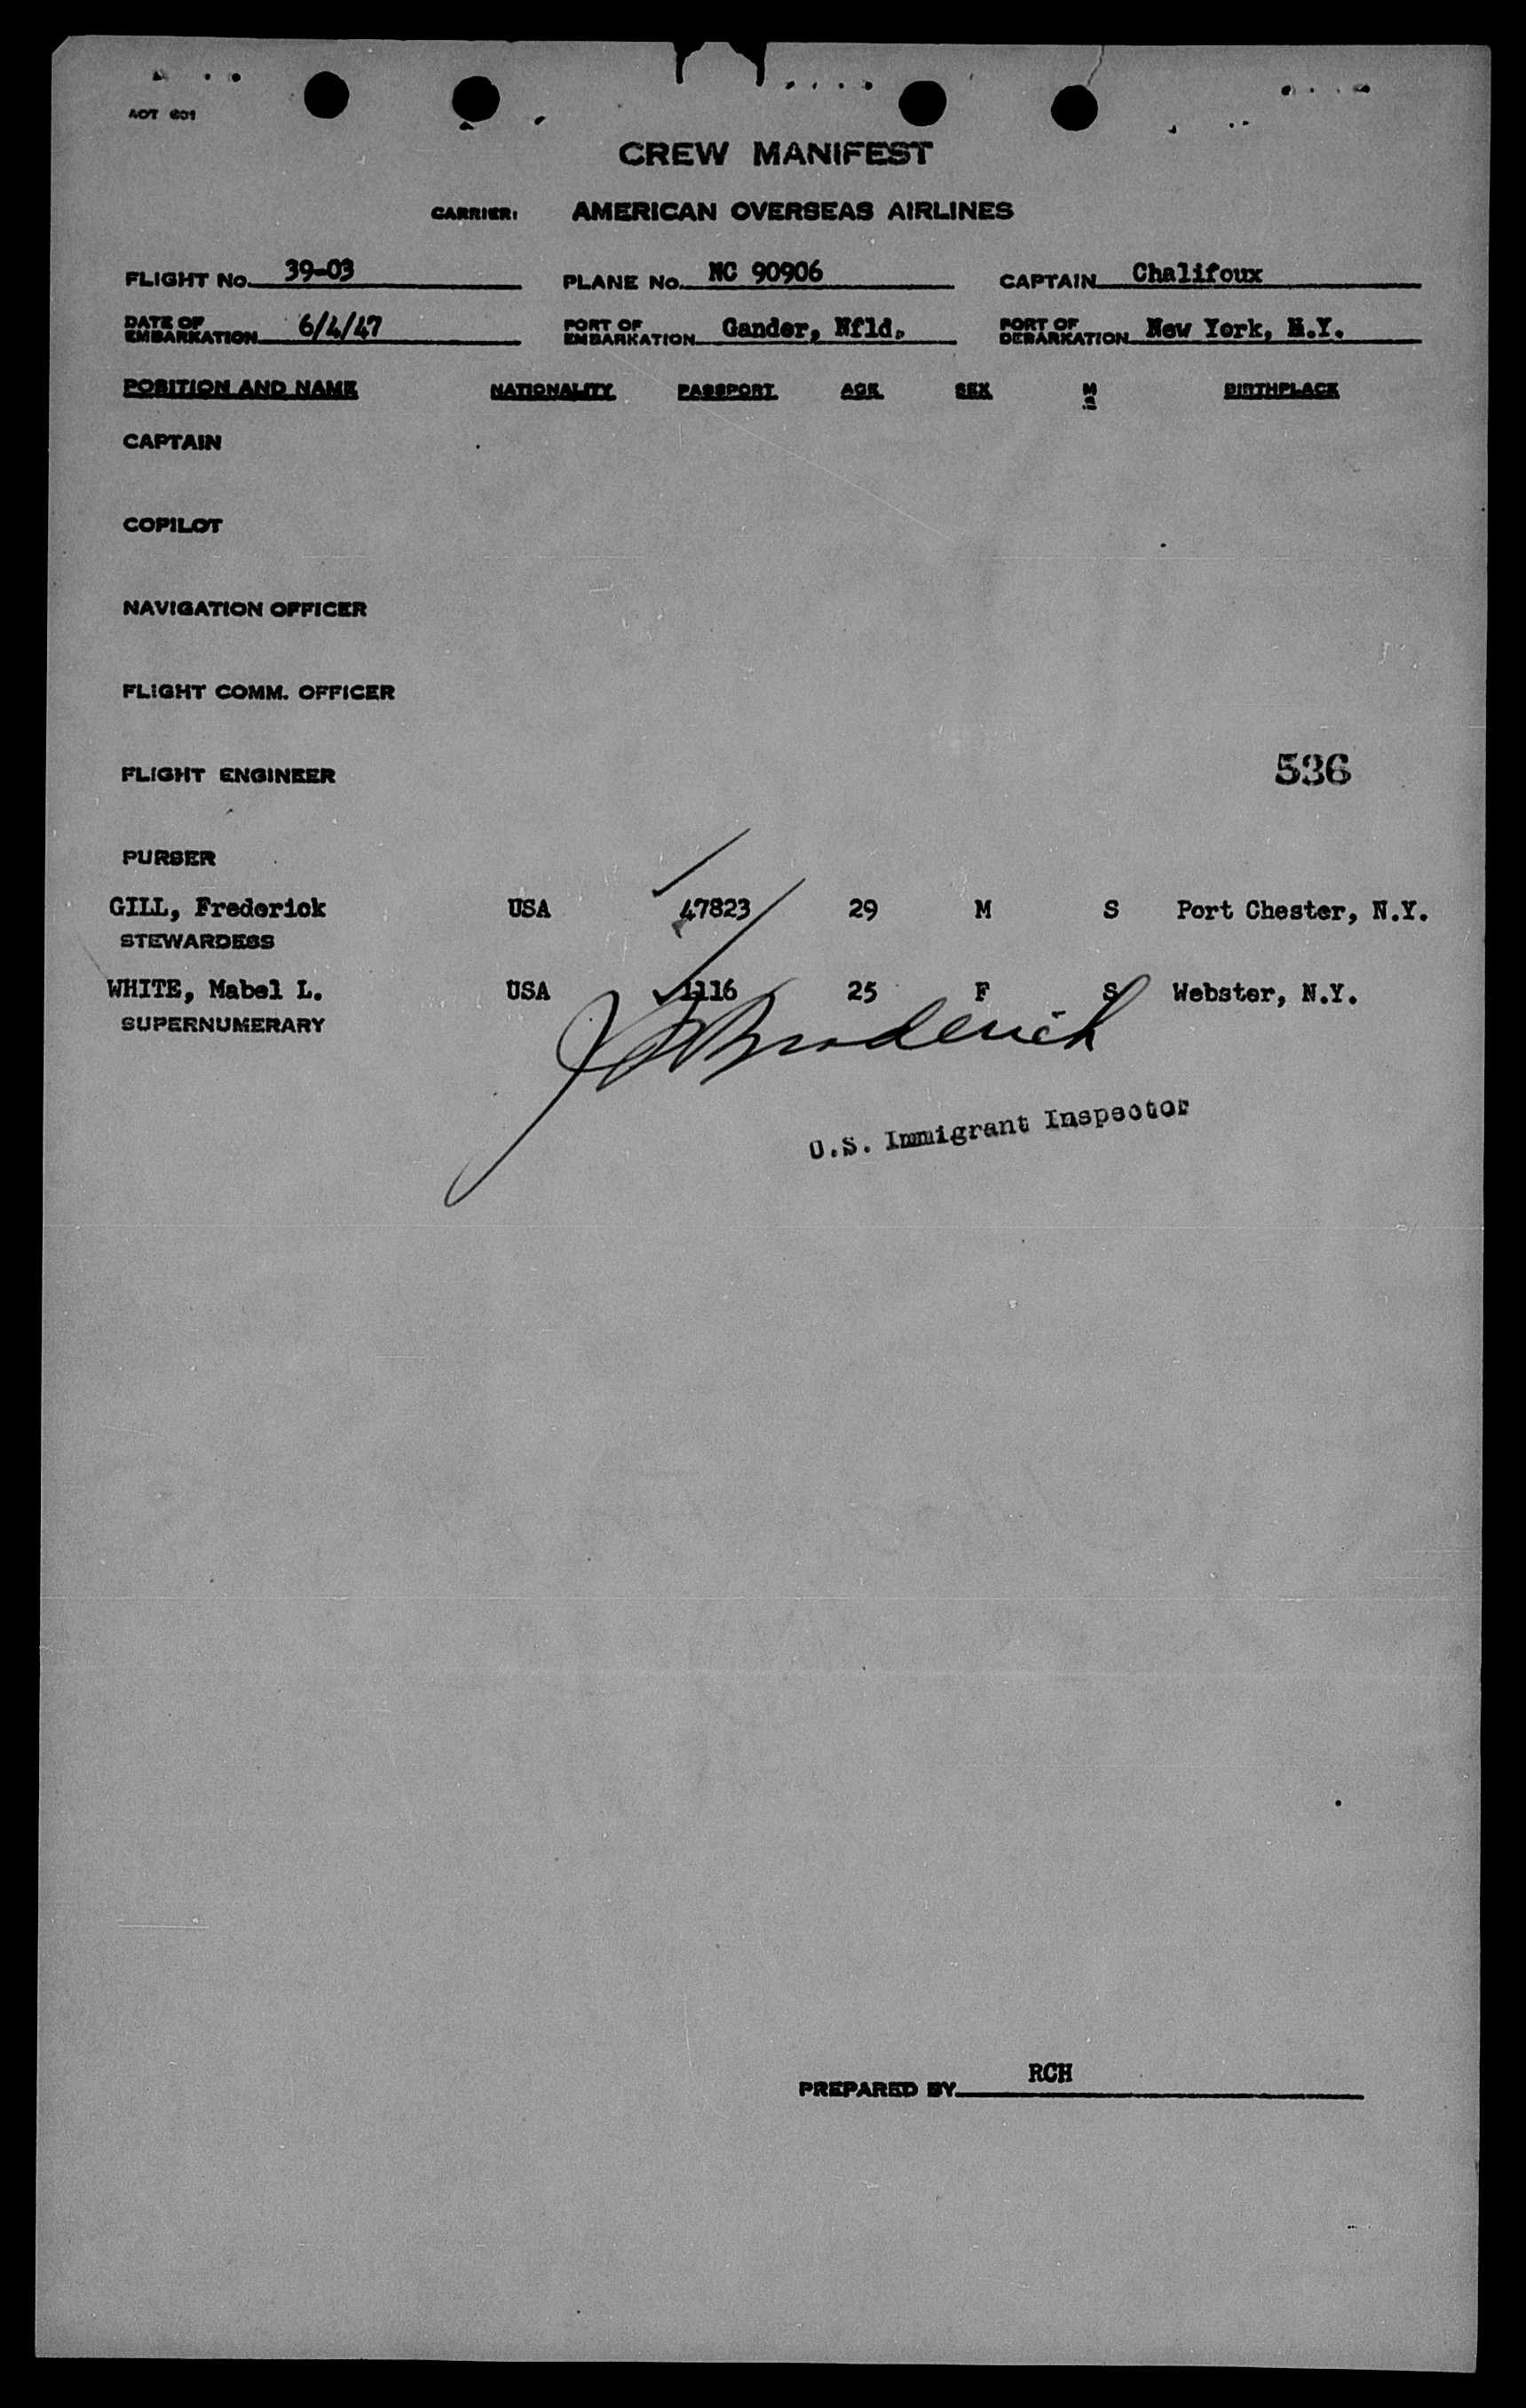 AOT 601
CREW MANIFEST
CARRIER: AMERICAN OVERSEAS AIRLINES
FLIGHT No. 39-03 PLANE No. NC 90906 CAPTAIN Chalifoux
DATE OF EMBARKATION 6/4/47 PORT OF EMBARKATION Gander, Nfld. PORT OF DEBARKATION New York, N.Y.
POSITION AND NAME NATIONALITY PASSPORT AGE SEX M S BIRTHPLACE
CAPTAIN
COPILOT
NAVIGATION OFFICER
FLIGHT COMM. OFFICER
FLIGHT ENGINEER
536
PURSER
GILL, Frederick USA 47823 29 M S Port Chester, N.Y.
STEWARDESS
WHITE, Mabel L. USA 1116 25 F S Webster, N.Y.
SUPERNUMERARY
Broderick
U.S. Immigrant Inspector
PREPARED BY RCH